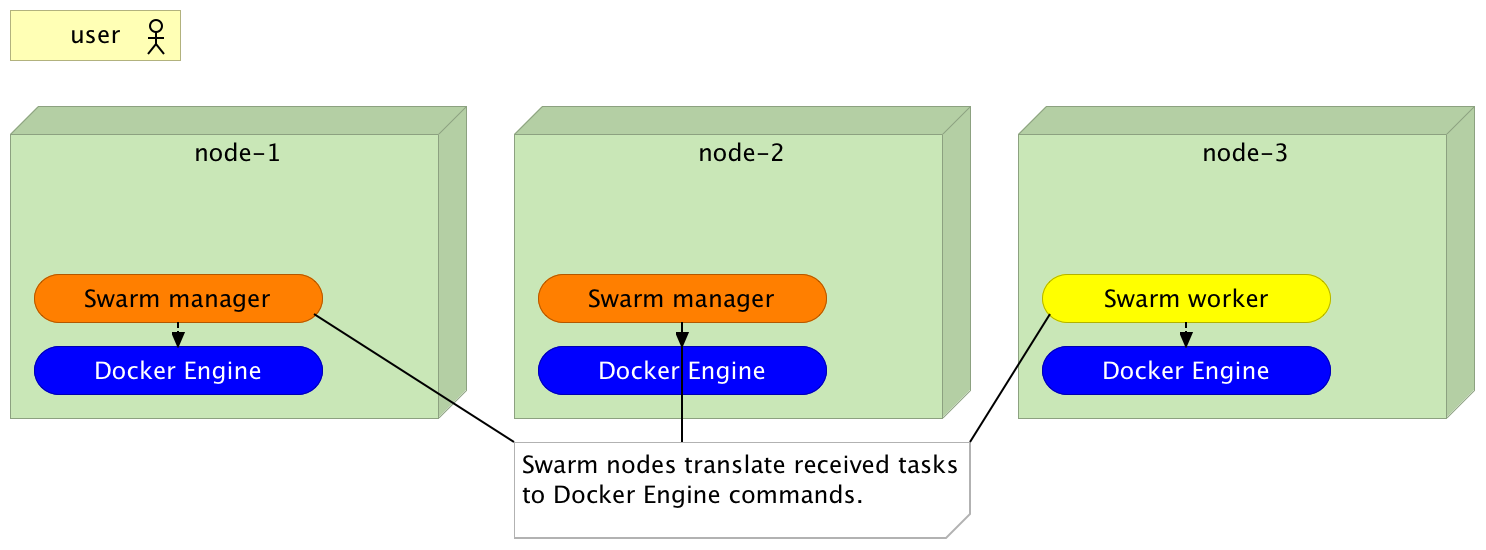 user
node-1
node-2
node-3
Swarm manager
Swarm manager
Swarm worker
Docker Engine
Docker Engine
Docker Engine
Swarm nodes translate received tasks
to Docker Engine commands.